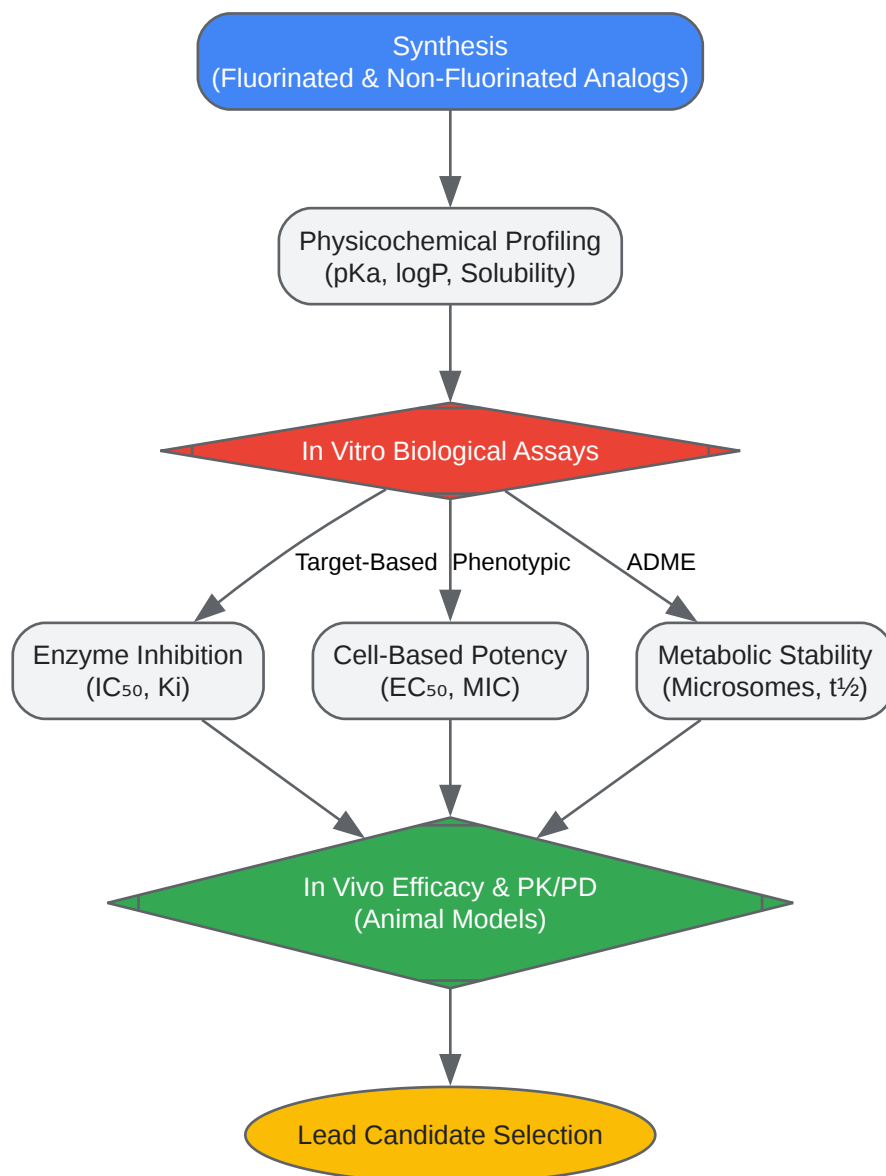 Synthesis
(Fluorinated & Non-Fluorinated Analogs)
Physicochemical Profiling
(pKa, logP, Solubility)
In Vitro Biological Assays
Target-Based
Phenotypic
ADME
Enzyme Inhibition
(IC₅₀, Ki)
Cell-Based Potency
(EC₅₀, MIC)
Metabolic Stability
(Microsomes, t½)
In Vivo Efficacy & PK/PD
(Animal Models)
Lead Candidate Selection